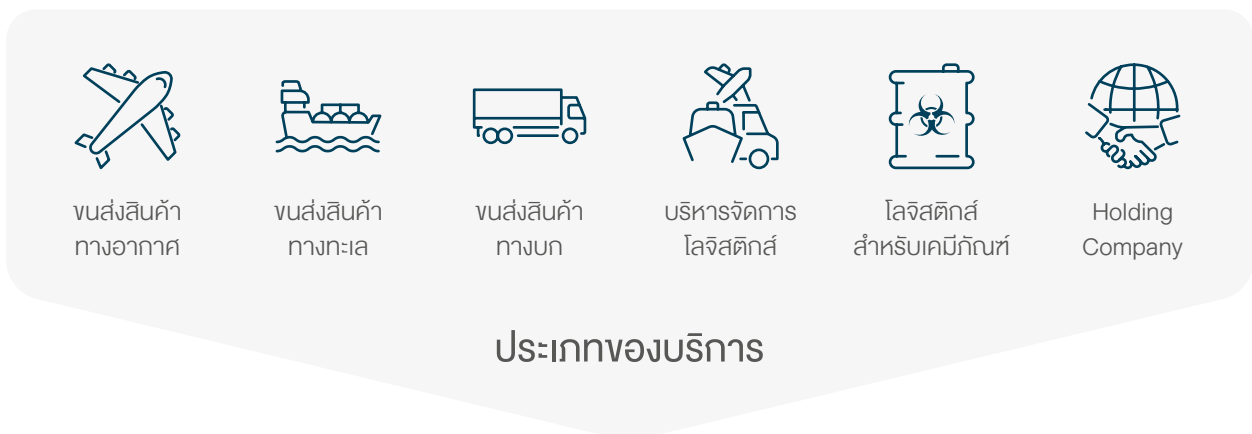 ขนส่งสินค้า
ทางอากาศ
ขนส่งสินค้า
ทางทะเล
ขนส่งสินค้า
ทางบก
บริหารจัดการ
โลจิสติกส์
โลจิสติกส์
สำหรับเคมีภัณฑ์
Holding
Company
ประเภทของบริการ